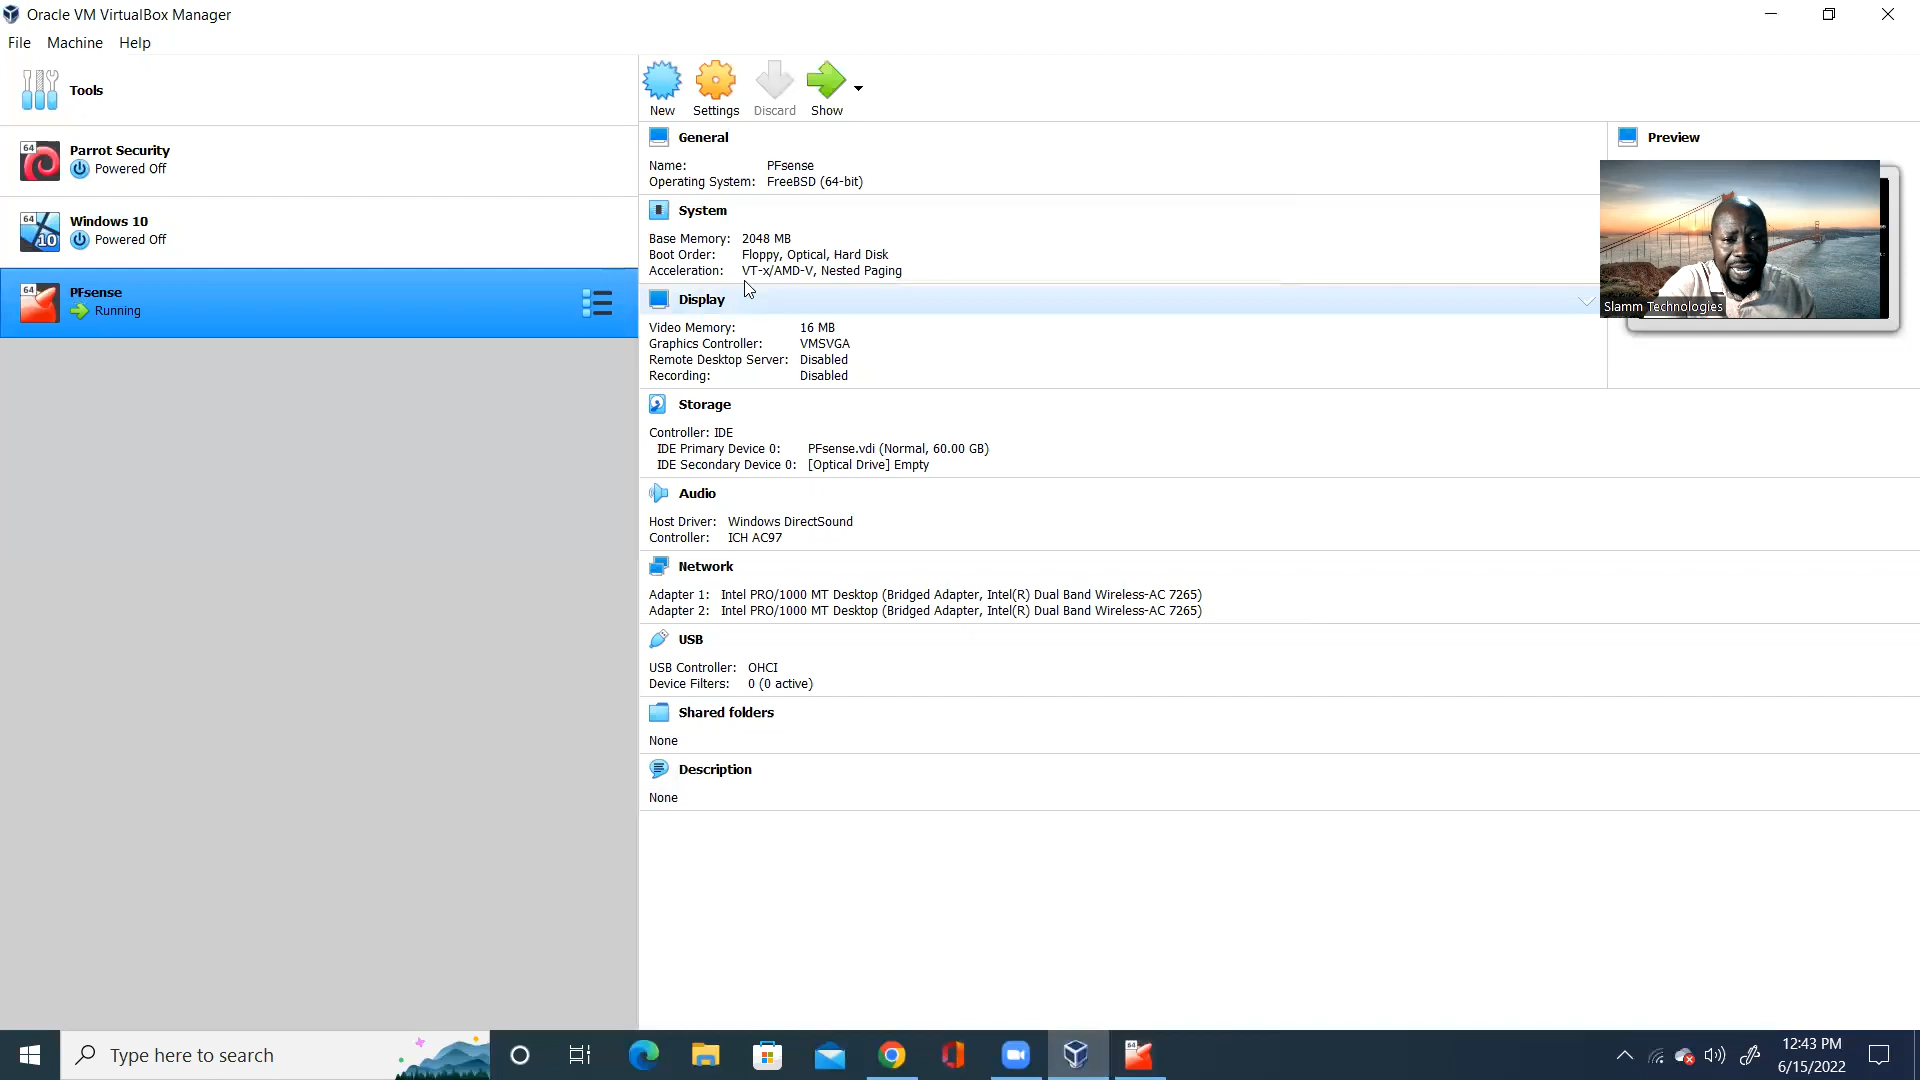 Oracle VM VirtualBox Manager
File Machine Help
Tools
64
Parrot Security
Powered Off
64
10
Windows 10
Powered Off
64
PFsense
Running
New Settings Discard Show
General
Name: PFsense
Operating System: FreeBSD (64-bit)
System
Base Memory: 2048 MB
Boot Order: Floppy, Optical, Hard Disk
Acceleration: VT-x/AMD-V, Nested Paging
Display
Video Memory: 16 MB
Graphics Controller: VMSVGA
Remote Desktop Server: Disabled
Recording: Disabled
Storage
Controller: IDE
IDE Primary Device 0: PFsense.vdi (Normal, 60.00 GB)
IDE Secondary Device 0: [Optical Drive] Empty
Audio
Host Driver: Windows DirectSound
Controller: ICH AC97
Network
Adapter 1: Intel PRO/1000 MT Desktop (Bridged Adapter, Intel(R) Dual Band Wireless-AC 7265)
Adapter 2: Intel PRO/1000 MT Desktop (Bridged Adapter, Intel(R) Dual Band Wireless-AC 7265)
USB
USB Controller: OHCI
Device Filters: 0 (0 active)
Shared folders
None
Description
None
Preview
Slamm Technologies
Type here to search
64
12:43 PM
6/15/2022